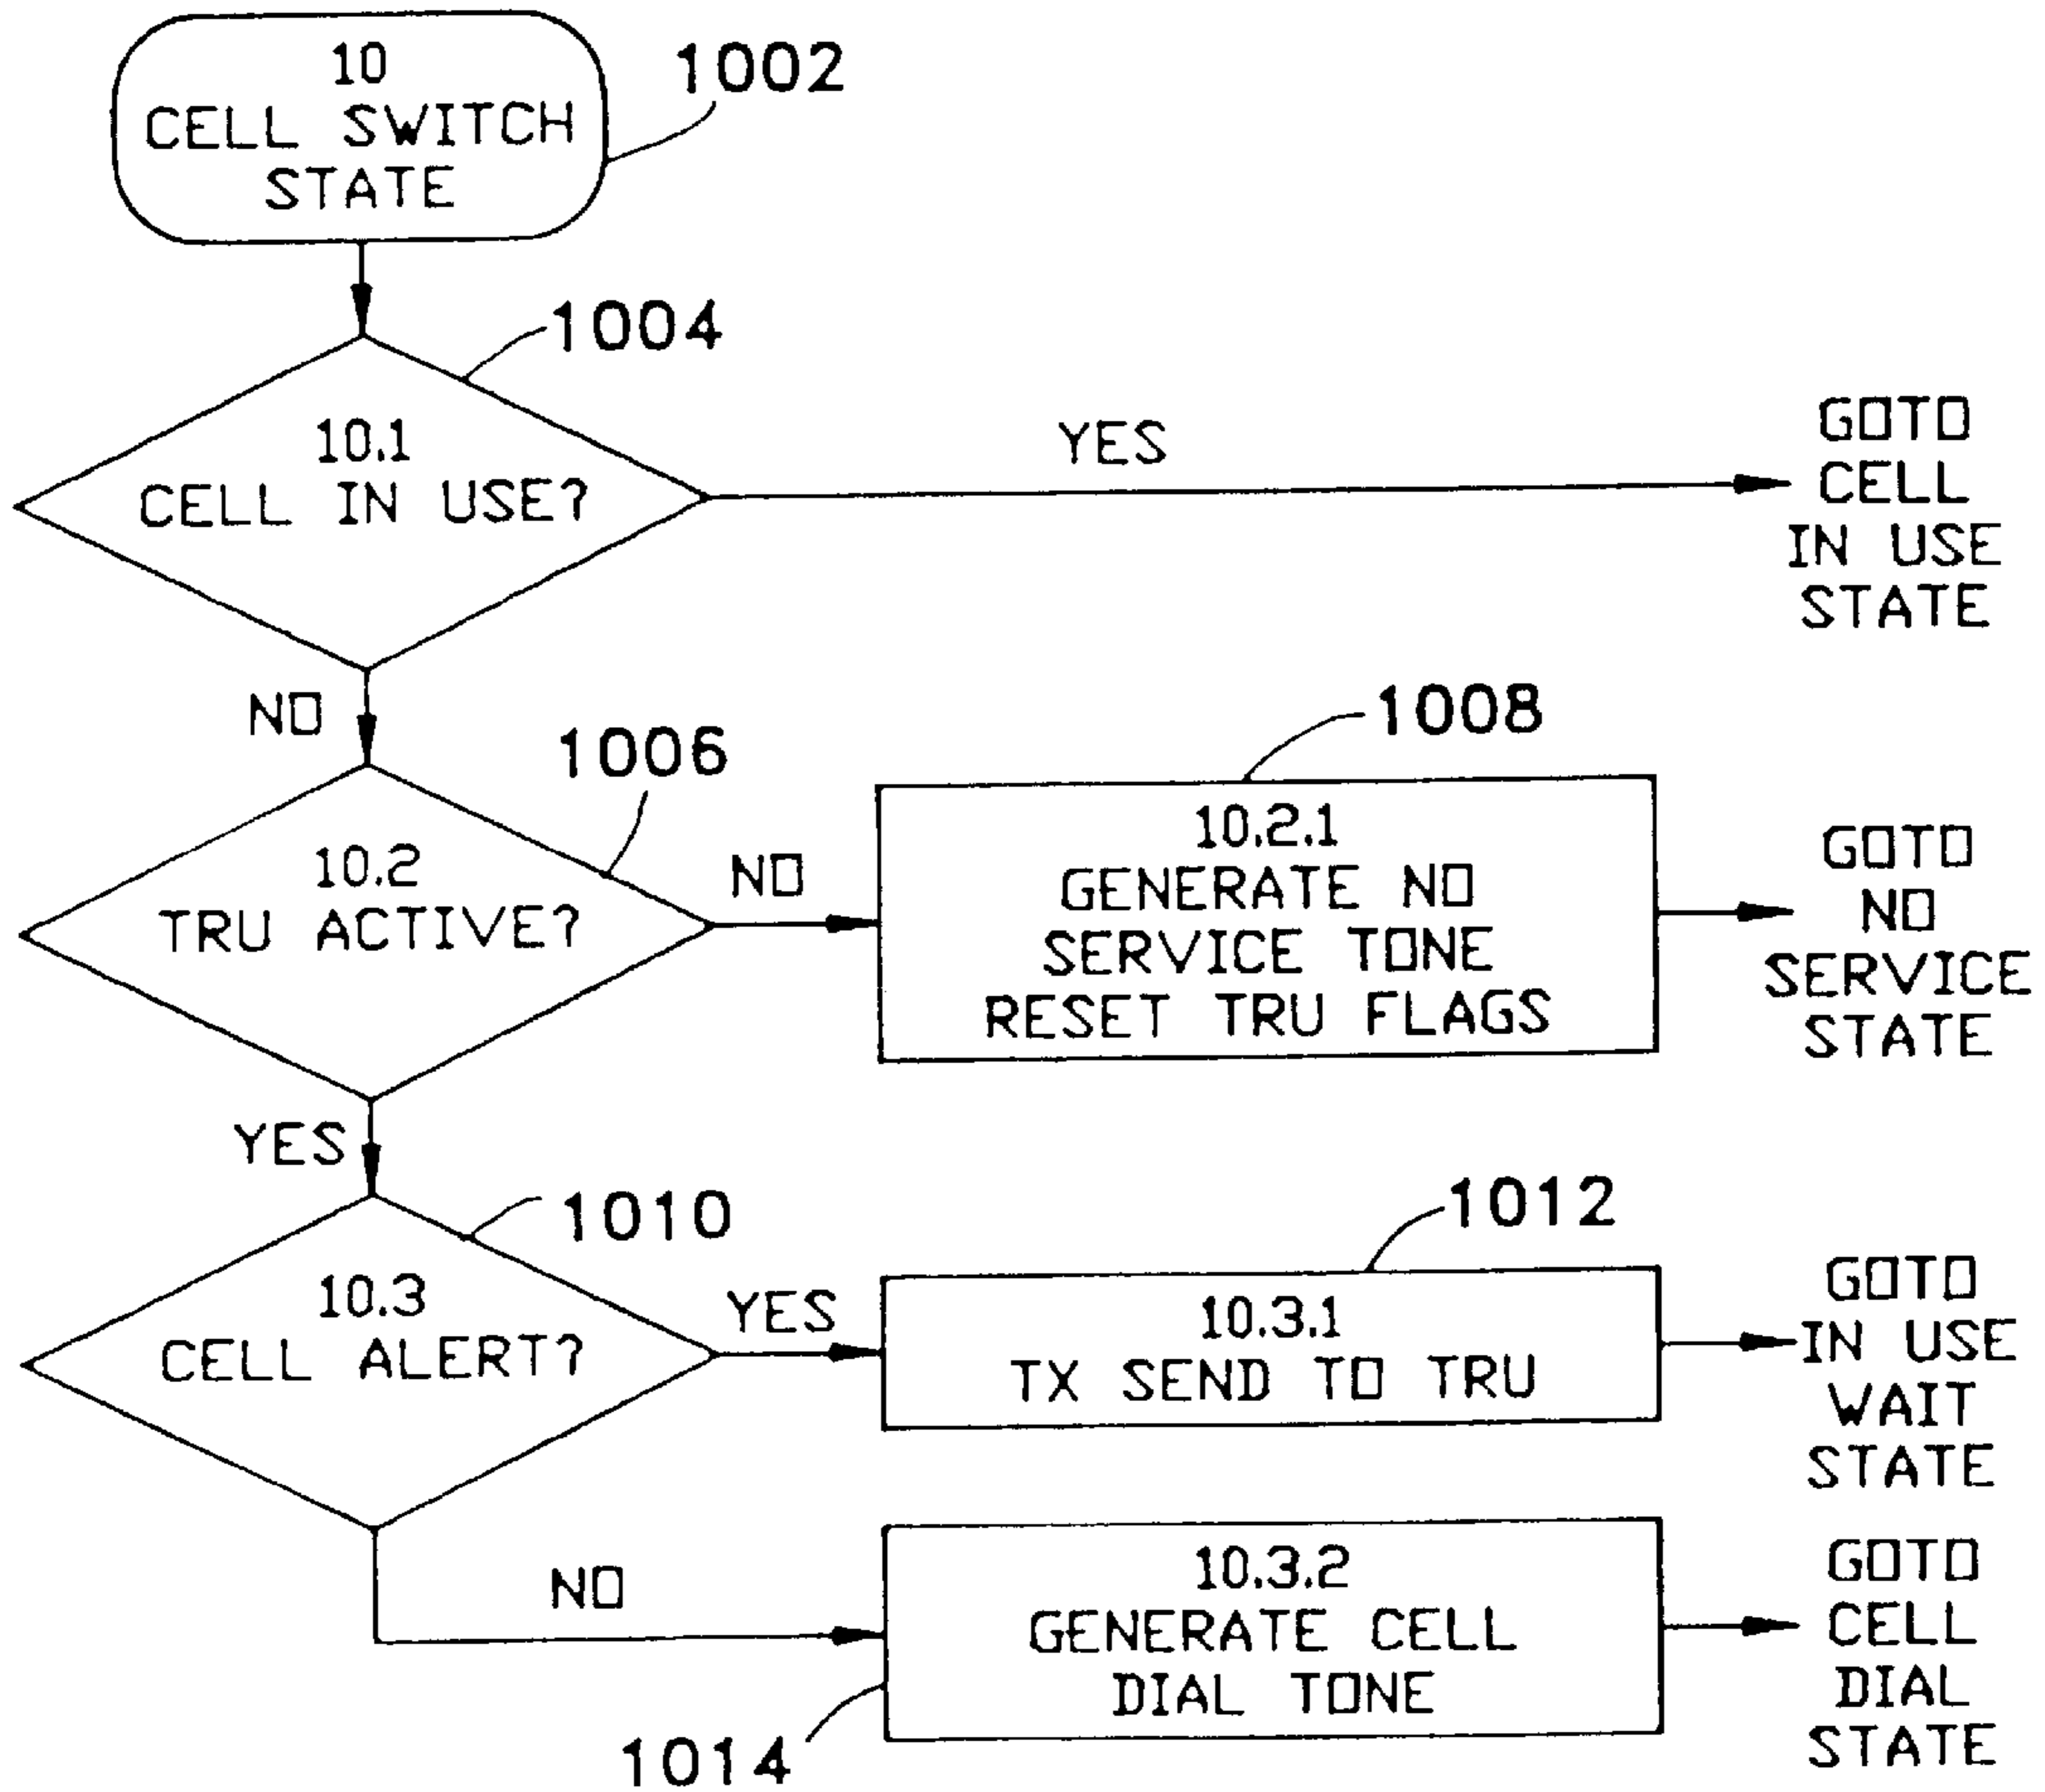 10
CELL SWITCH
STATE
1002
1004
10.1
CELL IN USE?
YES
GOTO
CELL
IN USE
STATE
NO
1006
10.2
TRU ACTIVE?
NO
1008
10.2.1
GENERATE NO
SERVICE TONE
RESET TRU FLAGS
GOTO
NO
SERVICE
STATE
YES
1010
10.3
CELL ALERT?
YES
1012
10.3.1
TX SEND TO TRU
GOTO
IN USE
WAIT
STATE
NO
10.3.2
GENERATE CELL
DIAL TONE
1014
GOTO
CELL
DIAL
STATE